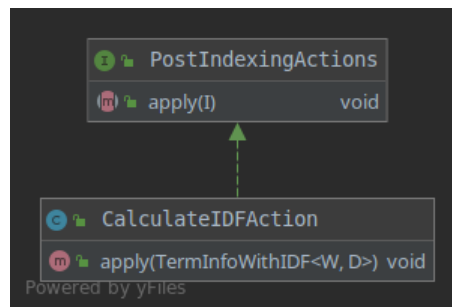 I PostIndexingActions
m apply(I) void
C CalculateIDFAction
m apply(TermInfoWithIDF<W, D>) void
Powered by yFiles